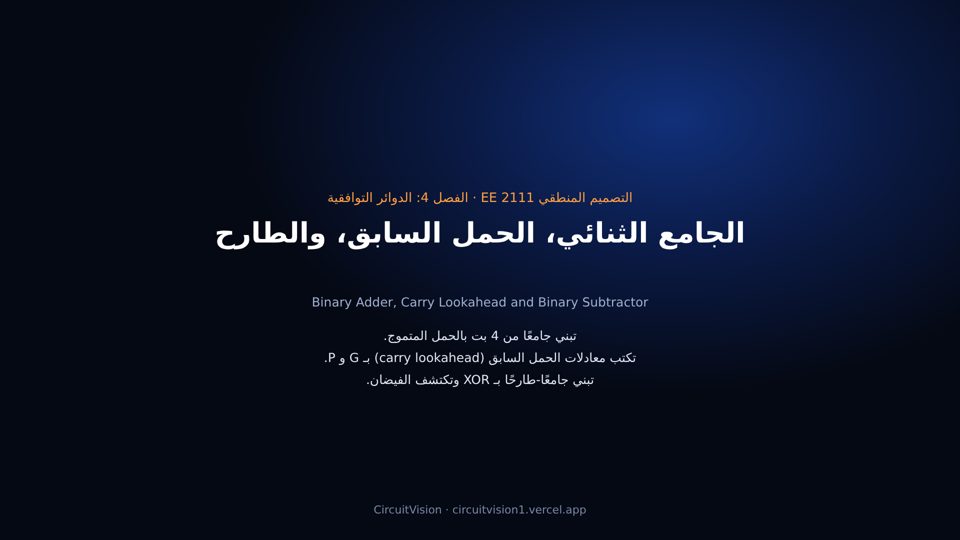 التصميم المنطقي EE 2111 · الفصل 4: الدوائر التوافقية
الجامع الثنائي، الحمل السابق، والطارح
Binary Adder, Carry Lookahead and Binary Subtractor
تبني جامعًا من 4 بت بالحمل المتموج.
تكتب معادلات الحمل السابق (carry lookahead) بـ G و P.
تبني جامعًا-طارحًا بـ XOR وتكتشف الفيضان.
CircuitVision · circuitvision1.vercel.app